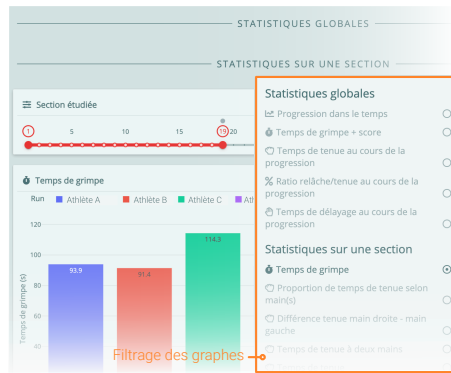 STATISTIQUES GLOBALES
STATISTIQUES SUR UNE SECTION
Section étudiée
1 5 10 15 19 20
Temps de grimpe
Run Athlète A Athlète B Athlète C Ath
120
100
80
60
40
Temps de grimpe (s)
93.9
91.4
114.3
Statistiques globales
Progression dans le temps
Temps de grimpe + score
Temps de tenue au cours de la
progression
Ratio relâche/tenue au cours de la
progression
Temps de délayage au cours de la
progression
Statistiques sur une section
Temps de grimpe
Proportion de temps de tenue selon
main(s)
Différence tenue main droite - main
gauche
Temps de tenue à deux mains
Filtrage des graphes